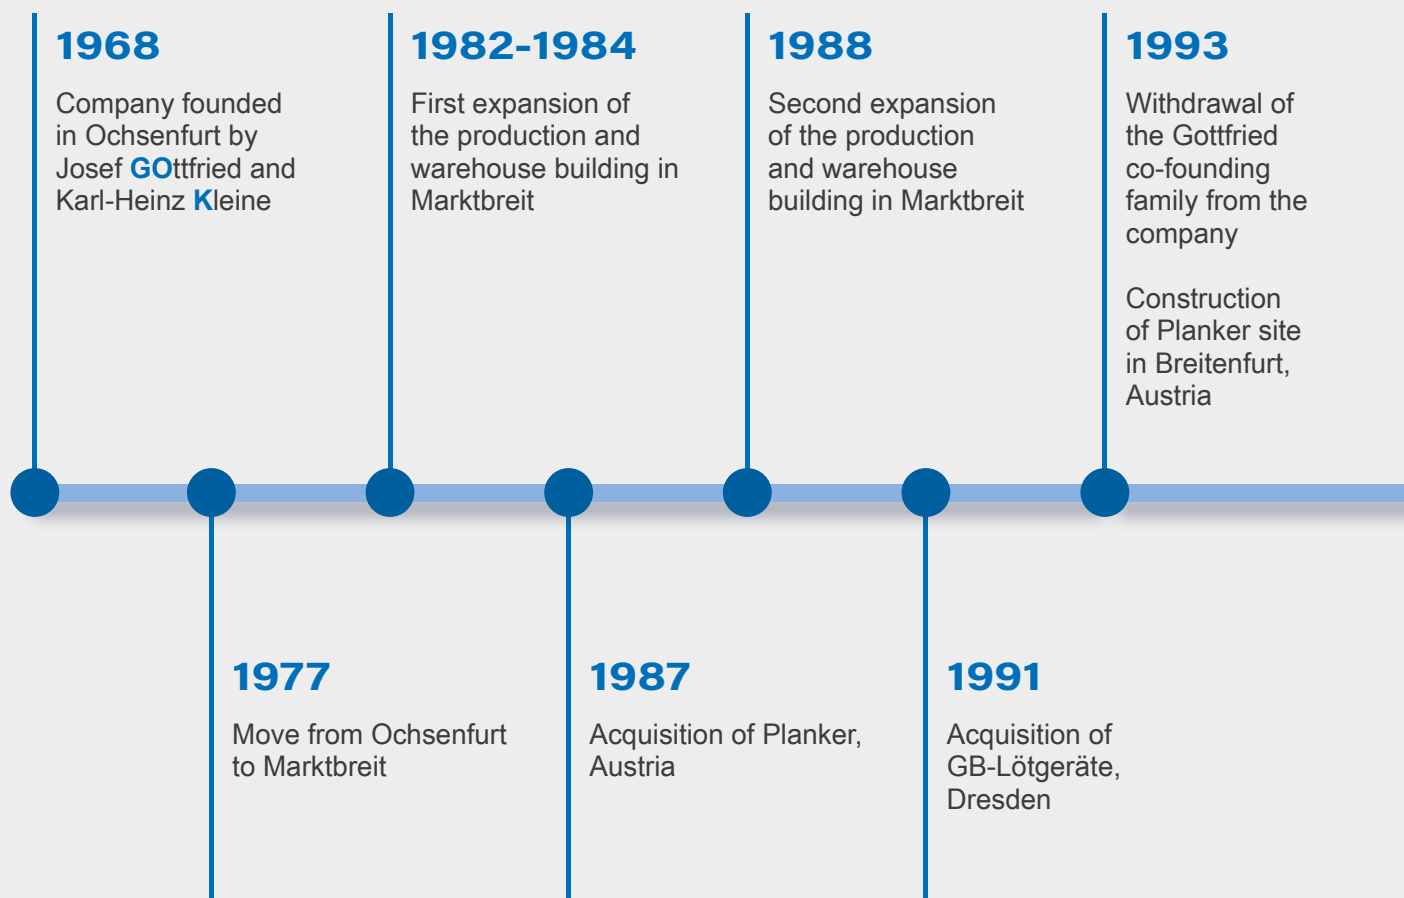 1968
Company founded
in Ochsenfurt by
Josef GOttfried and
Karl-Heinz Kleine
1982-1984
First expansion of
the production and
warehouse building in
Marktbreit
1988
Second expansion
of the production
and warehouse
building in Marktbreit
1993
Withdrawal of
the Gottfried
co-founding
family from the
company
Construction
of Planker site
in Breitenfurt,
Austria
1977
Move from Ochsenfurt
to Marktbreit
1987
Acquisition of Planker,
Austria
1991
Acquisition of
GB-Lötgeräte,
Dresden